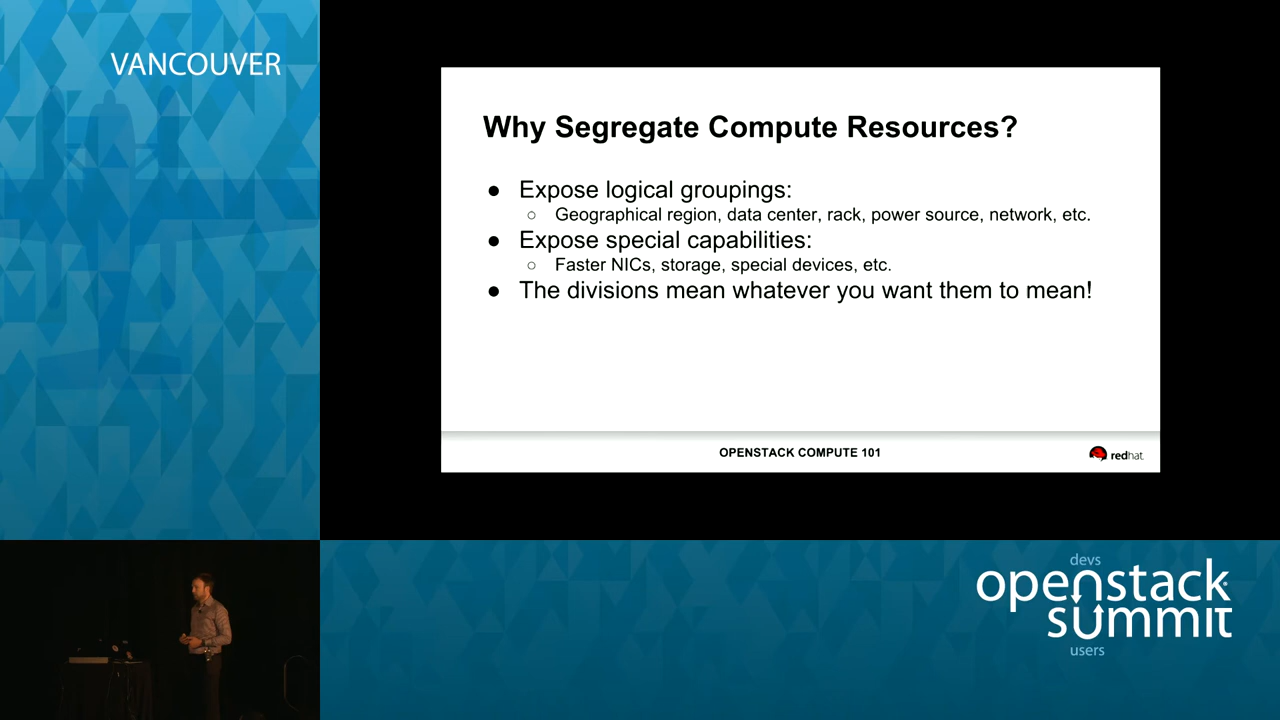 VANCOUVER
Why Segregate Compute Resources?
● Expose logical groupings:
○ Geographical region, data center, rack, power source, network, etc.
● Expose special capabilities:
○ Faster NICs, storage, special devices, etc.
● The divisions mean whatever you want them to mean!
OPENSTACK COMPUTE 101
redhat
devs
openstack
summit
users